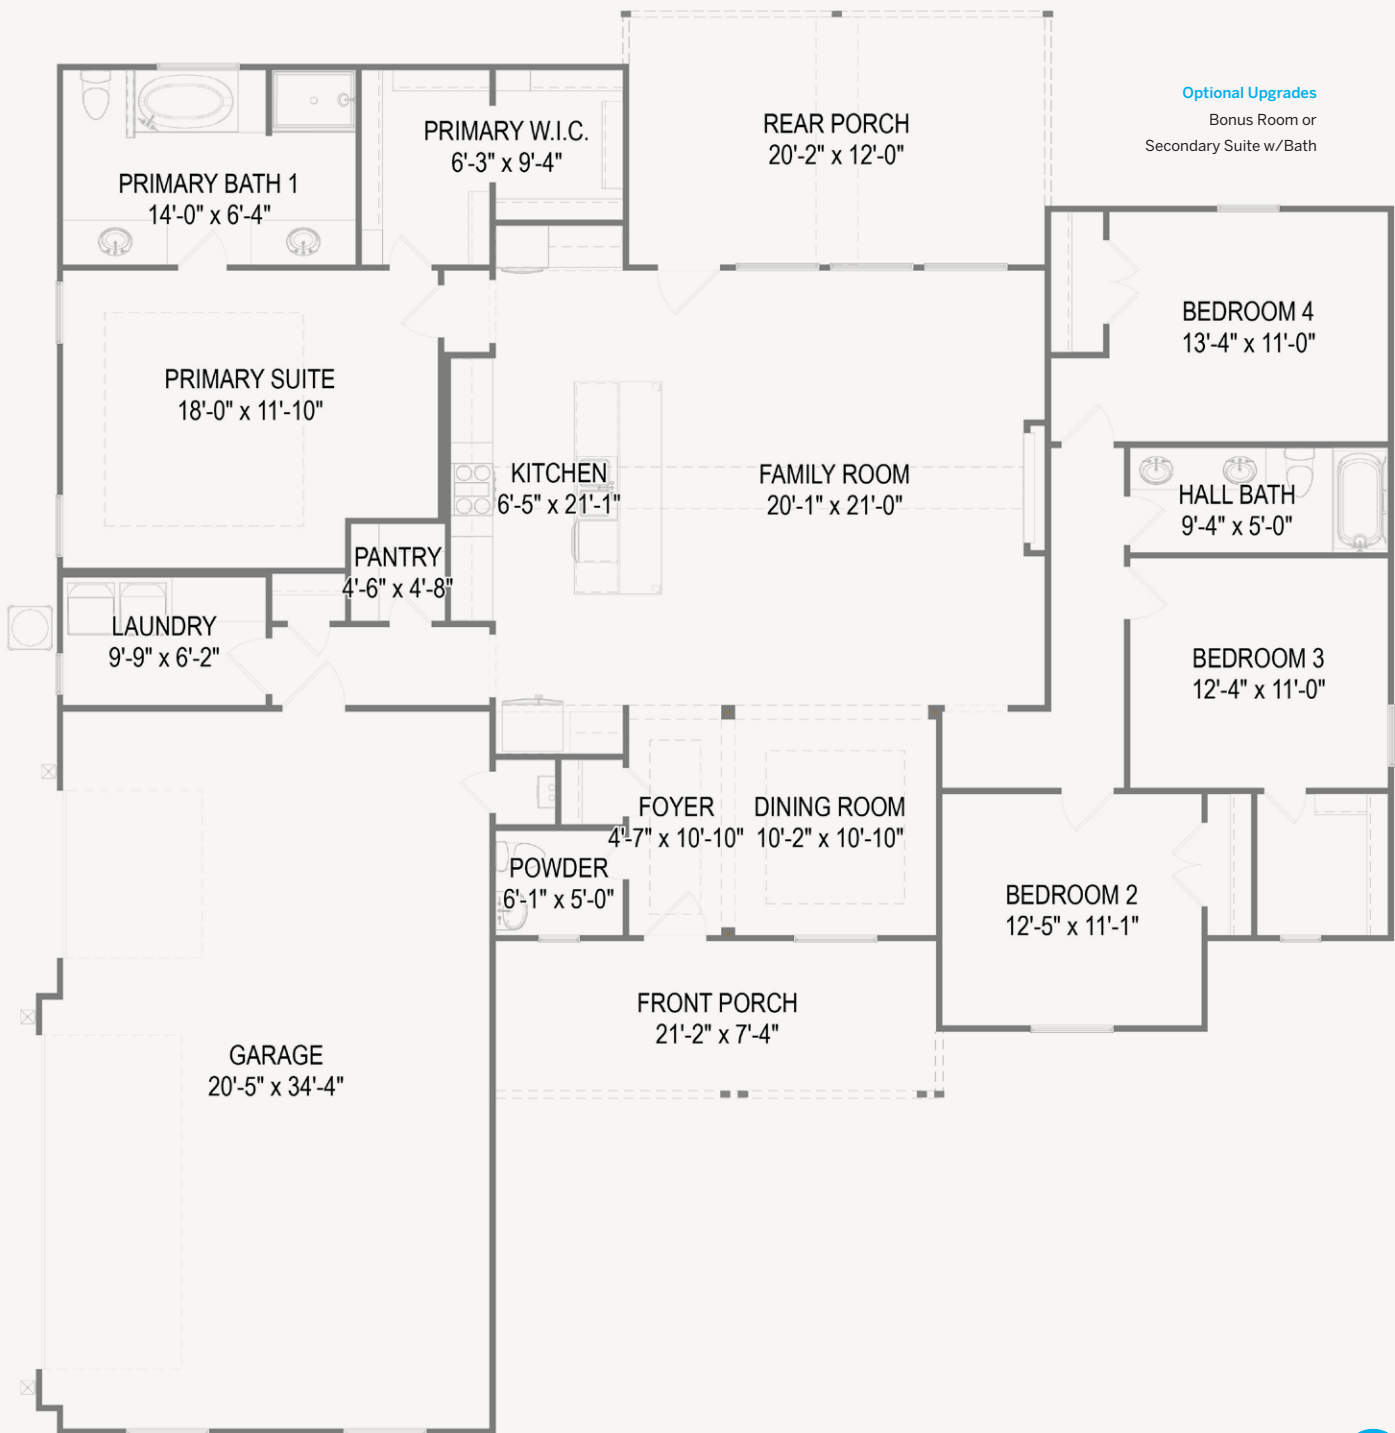 Optional Upgrades
Bonus Room or
Secondary Suite w/Bath
REAR PORCH
20'-2" x 12'-0"
PRIMARY W.I.C.
6'-3" x 9'-4"
PRIMARY BATH 1
14'-0" x 6'-4"
BEDROOM 4
13'-4" x 11'-0"
PRIMARY SUITE
18'-0" x 11'-10"
KITCHEN
6'-5" x 21'-1"
FAMILY ROOM
20'-1" x 21'-0"
HALL BATH
9'-4" x 5'-0"
PANTRY
4'-6" x 4'-8"
LAUNDRY
9'-9" x 6'-2"
BEDROOM 3
12'-4" x 11'-0"
FOYER
4'-7" x 10'-10"
DINING ROOM
10'-2" x 10'-10"
POWDER
6'-1" x 5'-0"
BEDROOM 2
12'-5" x 11'-1"
FRONT PORCH
21'-2" x 7'-4"
GARAGE
20'-5" x 34'-4"